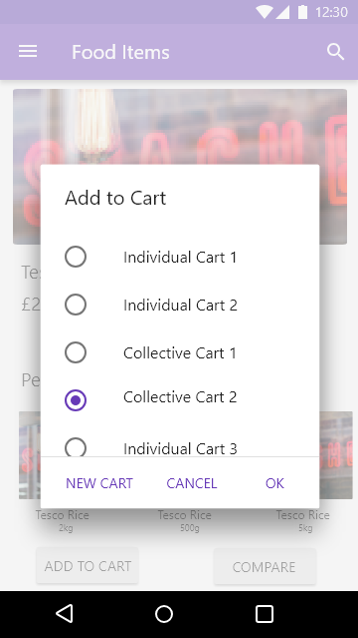 12:30
Food Items
Add to Cart
Individual Cart 1
Individual Cart 2
Collective Cart 1
Collective Cart 2
Individual Cart 3
NEW CART CANCEL OK
£2
Tesco Rice Tesco Rice Tesco Rice
2kg 500g 5kg
ADD TO CART COMPARE